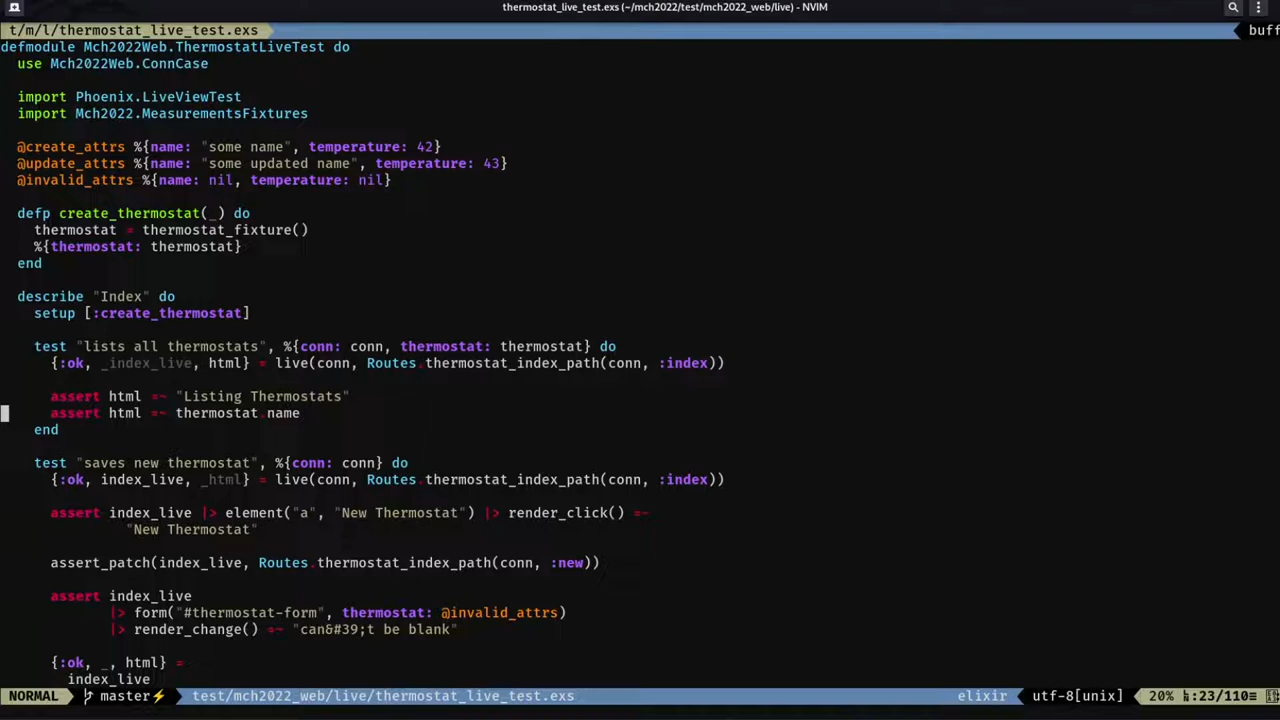 thermostat_live_test.exs (~/mch2022/test/mch2022_web/live) - NVIM
t/m/l/thermostat_live_test.exs
buff
defmodule Mch2022Web.ThermostatLiveTest do
  use Mch2022Web.ConnCase
  import Phoenix.LiveViewTest
  import Mch2022.MeasurementsFixtures
  @create_attrs %{name: "some name", temperature: 42}
  @update_attrs %{name: "some updated name", temperature: 43}
  @invalid_attrs %{name: nil, temperature: nil}
  defp create_thermostat(_) do
    thermostat = thermostat_fixture()
    %{thermostat: thermostat}
  end
  describe "Index" do
    setup [:create_thermostat]
    test "lists all thermostats", %{conn: conn, thermostat: thermostat} do
      {:ok, _index_live, html} = live(conn, Routes.thermostat_index_path(conn, :index))
      assert html =~ "Listing Thermostats"
      assert html =~ thermostat.name
    end
    test "saves new thermostat", %{conn: conn} do
      {:ok, index_live, _html} = live(conn, Routes.thermostat_index_path(conn, :index))
      assert index_live |> element("a", "New Thermostat") |> render_click() =~
               "New Thermostat"
      assert_patch(index_live, Routes.thermostat_index_path(conn, :new))
      assert index_live
             |> form("#thermostat-form", thermostat: @invalid_attrs)
             |> render_change() =~ "can&#39;t be blank"
      {:ok, _, html} =
        index_live
NORMAL master⚡ test/mch2022_web/live/thermostat_live_test.exs elixir utf-8[unix] 20% ㏑:23/110≡